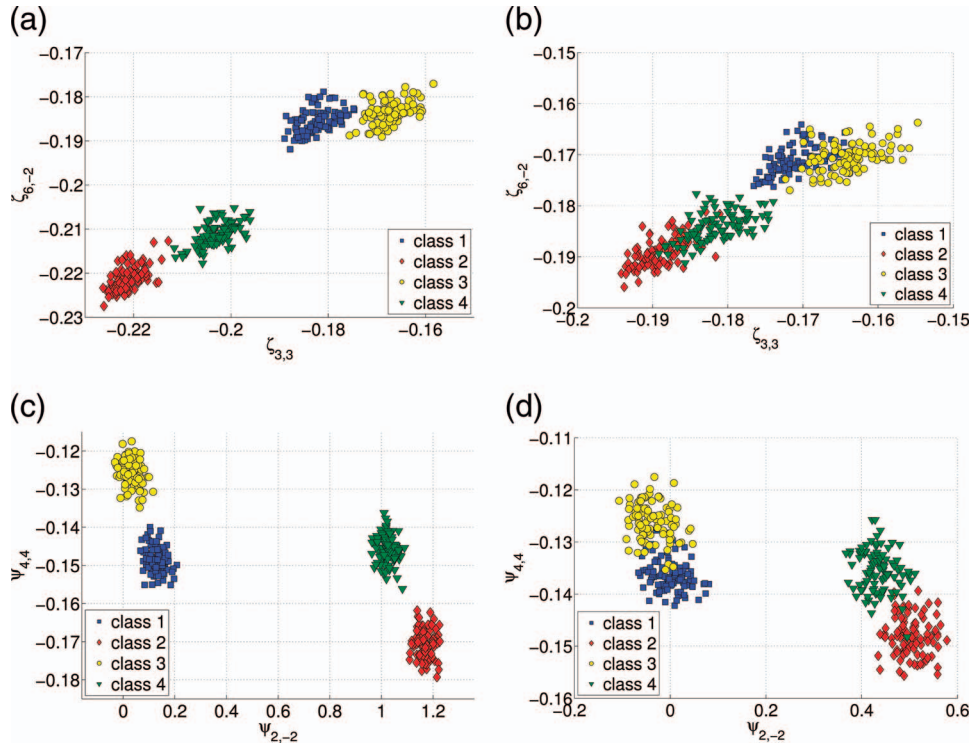 (a)
−0.17
−0.18
−0.19
−0.2
−0.21
−0.22
−0.23
ζ6,−2
−0.22 −0.2 −0.18 −0.16
ζ3,3
class 1
class 2
class 3
class 4
(b)
−0.15
−0.16
−0.17
−0.18
−0.19
−0.2
ζ6,−2
−0.2 −0.19 −0.18 −0.17 −0.16 −0.15
ζ3,3
class 1
class 2
class 3
class 4
(c)
−0.12
−0.13
−0.14
−0.15
−0.16
−0.17
−0.18
Ψ4,4
0 0.2 0.4 0.6 0.8 1 1.2
Ψ2,−2
class 1
class 2
class 3
class 4
(d)
−0.11
−0.12
−0.13
−0.14
−0.15
−0.16
Ψ4,4
−0.2 0 0.2 0.4 0.6
Ψ2,−2
class 1
class 2
class 3
class 4